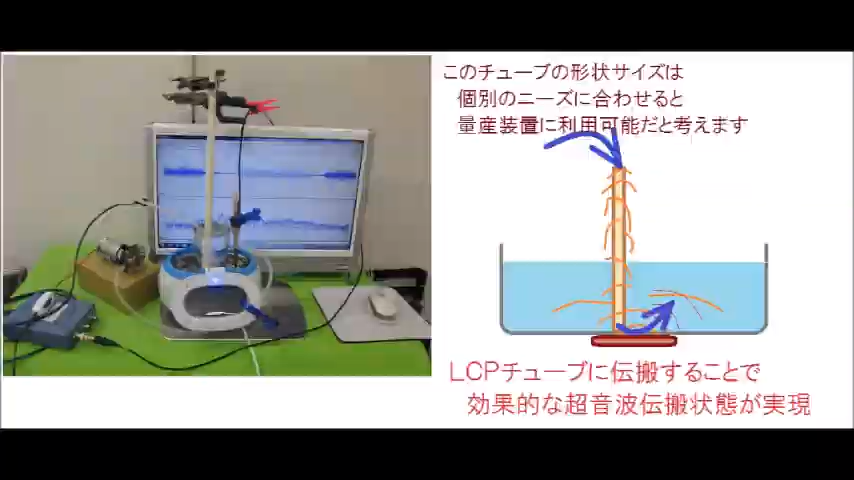 このチューブの形状サイズは
個別のニーズに合わせると
量産装置に利用可能だと考えます
LCPチューブに伝搬することで
効果的な超音波伝搬状態が実現